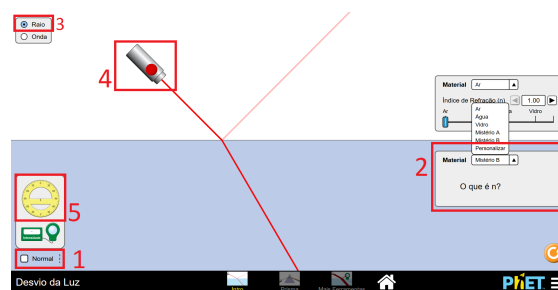 Raio
3
Onda
4
Material Ar
Índice de Refração (n) 1.00
Ar
Vidro
Ar
Água
Vidro
Mistério A
Mistério B
Personalizar
2
Material Mistério B
O que é n?
5
Normal
1
Desvio da Luz
Intro
Prisma
Mais Ferramentas
PhET